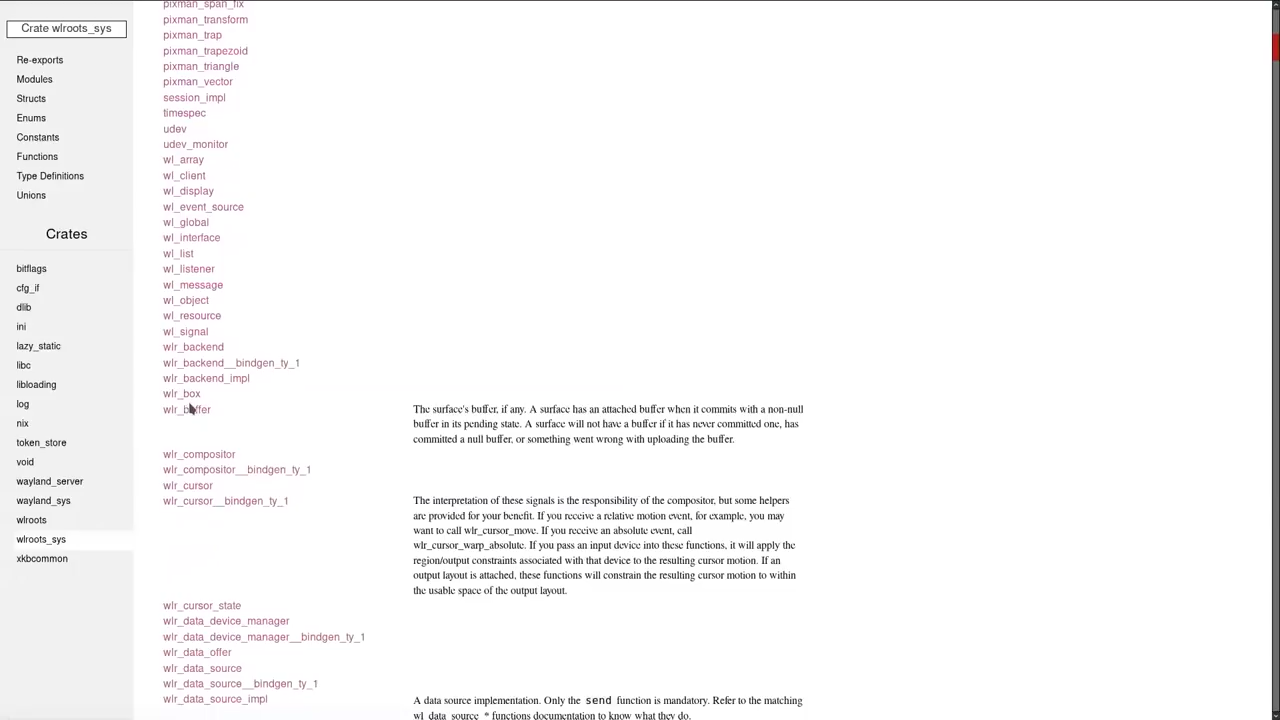 Crate wlroots_sys
Re-exports
Modules
Structs
Enums
Constants
Functions
Type Definitions
Unions
Crates
bitflags
cfg_if
dlib
ini
lazy_static
libc
libloading
log
nix
token_store
void
wayland_server
wayland_sys
wlroots
wlroots_sys
xkbcommon
pixman_span_fix
pixman_transform
pixman_trap
pixman_trapezoid
pixman_triangle
pixman_vector
session_impl
timespec
udev
udev_monitor
wl_array
wl_client
wl_display
wl_event_source
wl_global
wl_interface
wl_list
wl_listener
wl_message
wl_object
wl_resource
wl_signal
wlr_backend
wlr_backend__bindgen_ty_1
wlr_backend_impl
wlr_box
wlr_buffer
The surface's buffer, if any. A surface has an attached buffer when it commits with a non-null
buffer in its pending state. A surface will not have a buffer if it has never committed one, has
committed a null buffer, or something went wrong with uploading the buffer.
wlr_compositor
wlr_compositor__bindgen_ty_1
wlr_cursor
wlr_cursor__bindgen_ty_1
The interpretation of these signals is the responsibility of the compositor, but some helpers
are provided for your benefit. If you receive a relative motion event, for example, you may
want to call wlr_cursor_move. If you receive an absolute event, call
wlr_cursor_warp_absolute. If you pass an input device into these functions, it will apply the
region/output constraints associated with that device to the resulting cursor motion. If an
output layout is attached, these functions will constrain the resulting cursor motion to within
the usable space of the output layout.
wlr_cursor_state
wlr_data_device_manager
wlr_data_device_manager__bindgen_ty_1
wlr_data_offer
wlr_data_source
wlr_data_source__bindgen_ty_1
wlr_data_source_impl
A data source implementation. Only the send function is mandatory. Refer to the matching
wl_data_source_* functions documentation to know what they do.